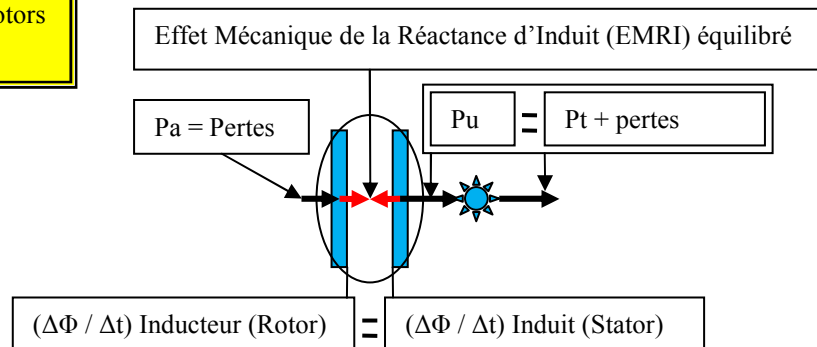 Effet Mécanique de la Réactance d’Induit (EMRI) équilibré
Pa = Pertes
Pu = Pt + pertes
(ΔΦ / Δt) Inducteur (Rotor) = (ΔΦ / Δt) Induit (Stator)